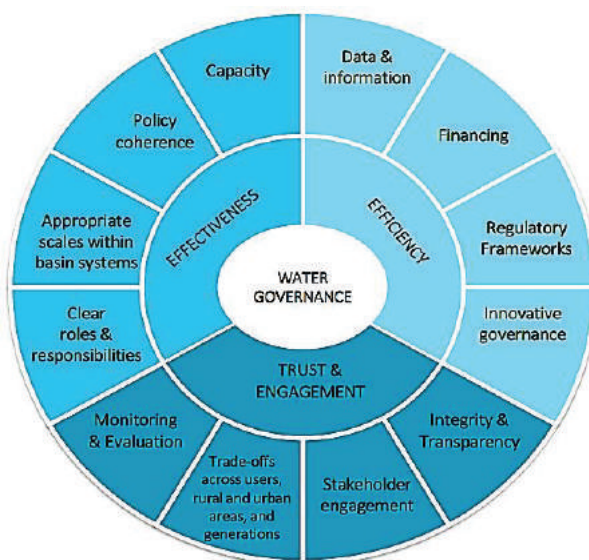 Capacity
Data &
information
Policy
coherence
Financing
Appropriate
scales within
basin systems
EFFECTIVENESS
EFFICIENCY
Regulatory
Frameworks
WATER
GOVERNANCE
Clear
roles &
responsibilities
Innovative
governance
TRUST &
ENGAGEMENT
Monitoring
& Evaluation
Integrity &
Transparency
Trade-offs
across users,
rural and urban
areas, and
generations
Stakeholder
engagement